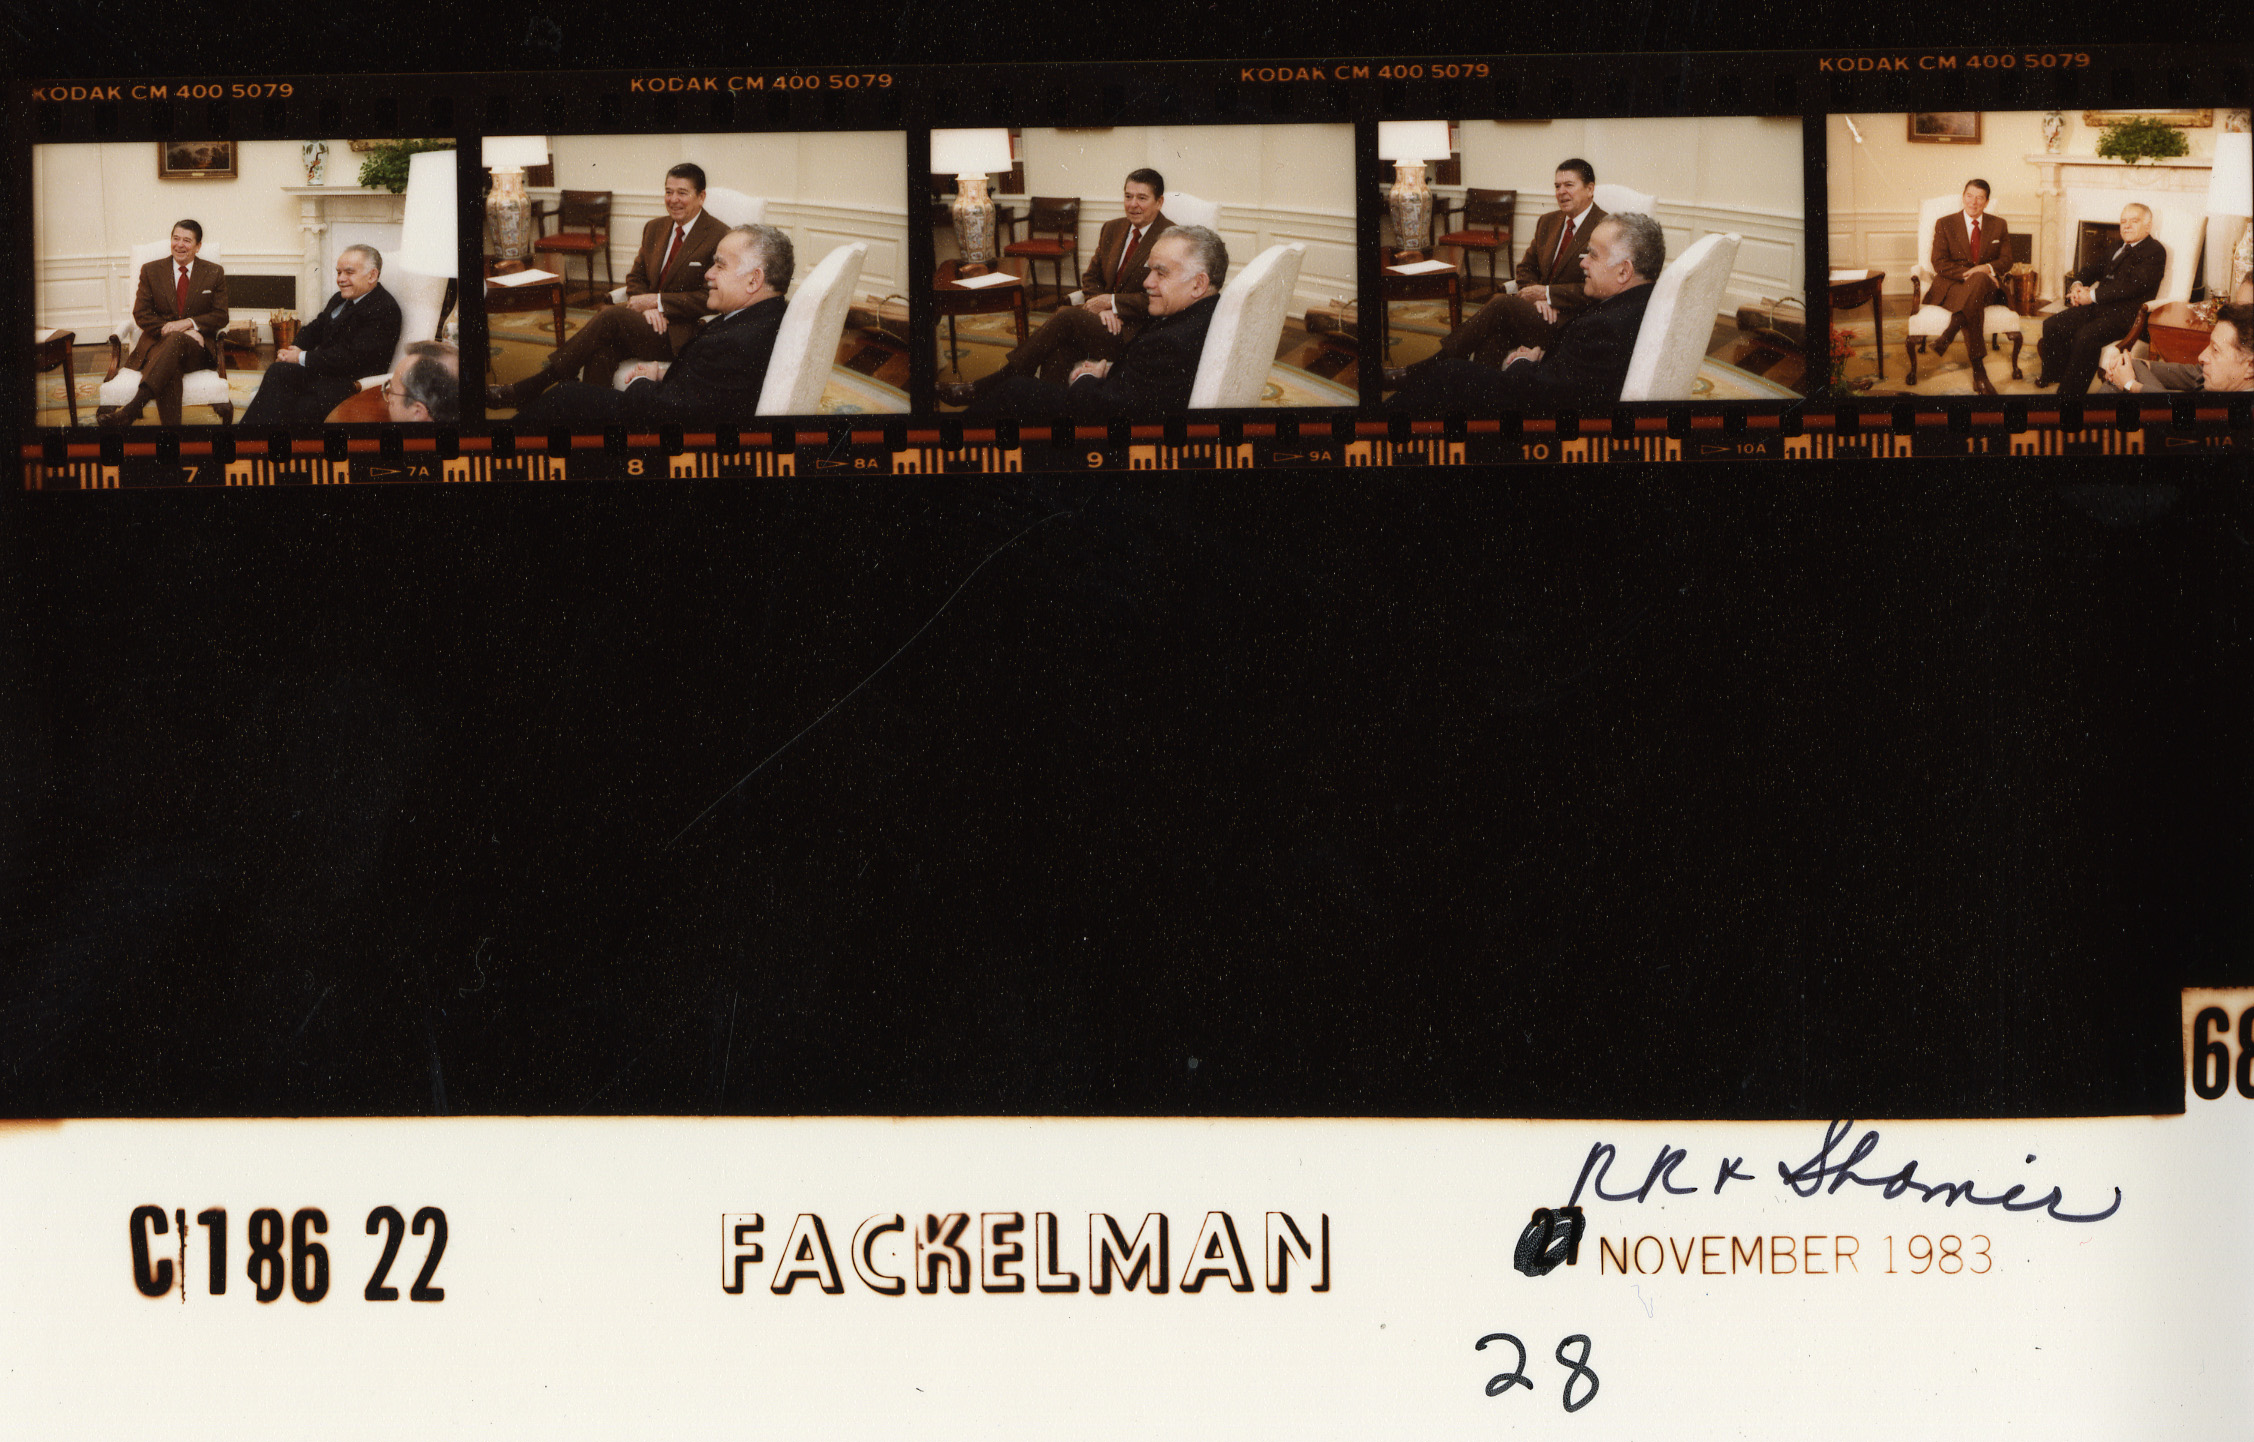 KODAK CM 400 5079 KODAK CM 400 5079 KODAK CM 400 5079 KODAK CM 400 5079
7 7A 8 8A 9 9A 10 10A 11 11A
68
RR + Shamir
C1186 22 FACKELMAN NOVEMBER 1983
28